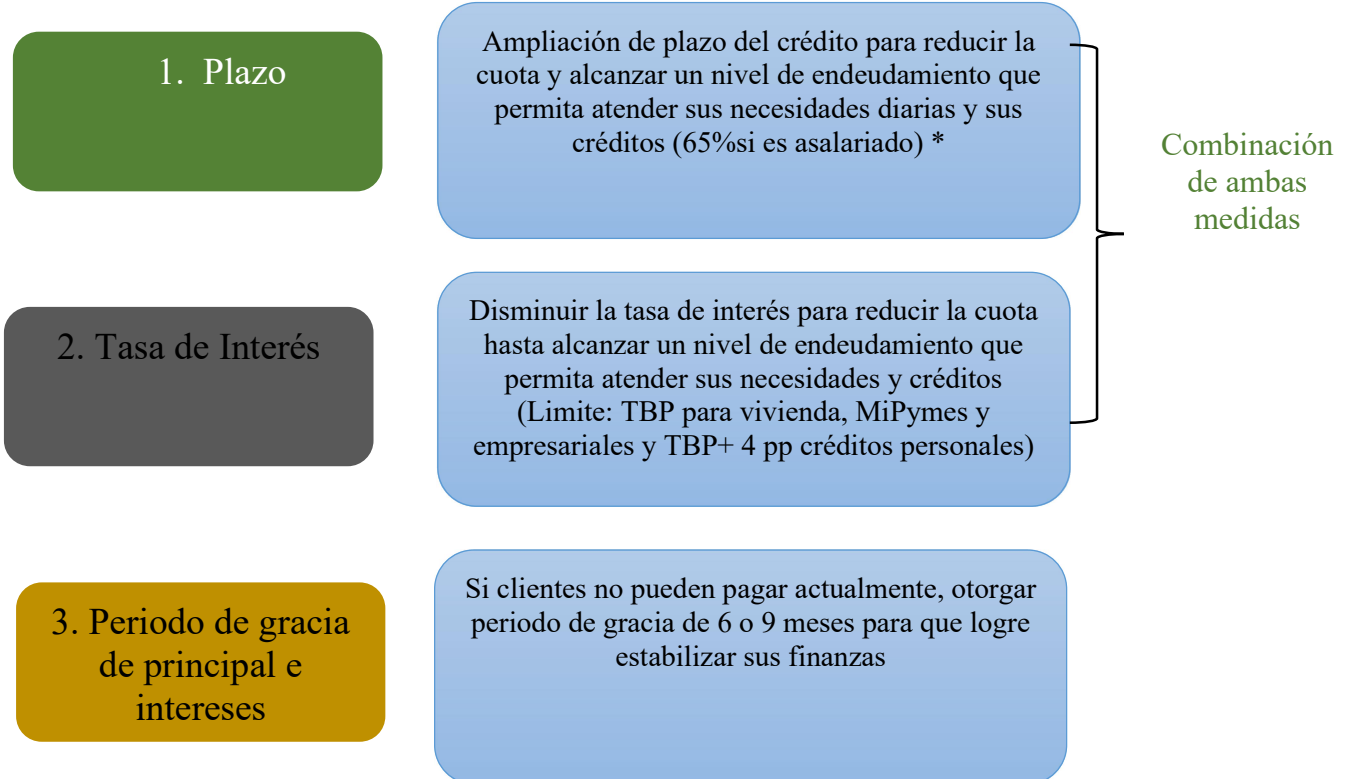 1. Plazo
Ampliación de plazo del crédito para reducir la
cuota y alcanzar un nivel de endeudamiento que
permita atender sus necesidades diarias y sus
créditos (65%si es asalariado) *
Combinación
de ambas
medidas
2. Tasa de Interés
Disminuir la tasa de interés para reducir la cuota
hasta alcanzar un nivel de endeudamiento que
permita atender sus necesidades y créditos
(Limite: TBP para vivienda, MiPymes y
empresariales y TBP+ 4 pp créditos personales)
3. Periodo de gracia
de principal e
intereses
Si clientes no pueden pagar actualmente, otorgar
periodo de gracia de 6 o 9 meses para que logre
estabilizar sus finanzas